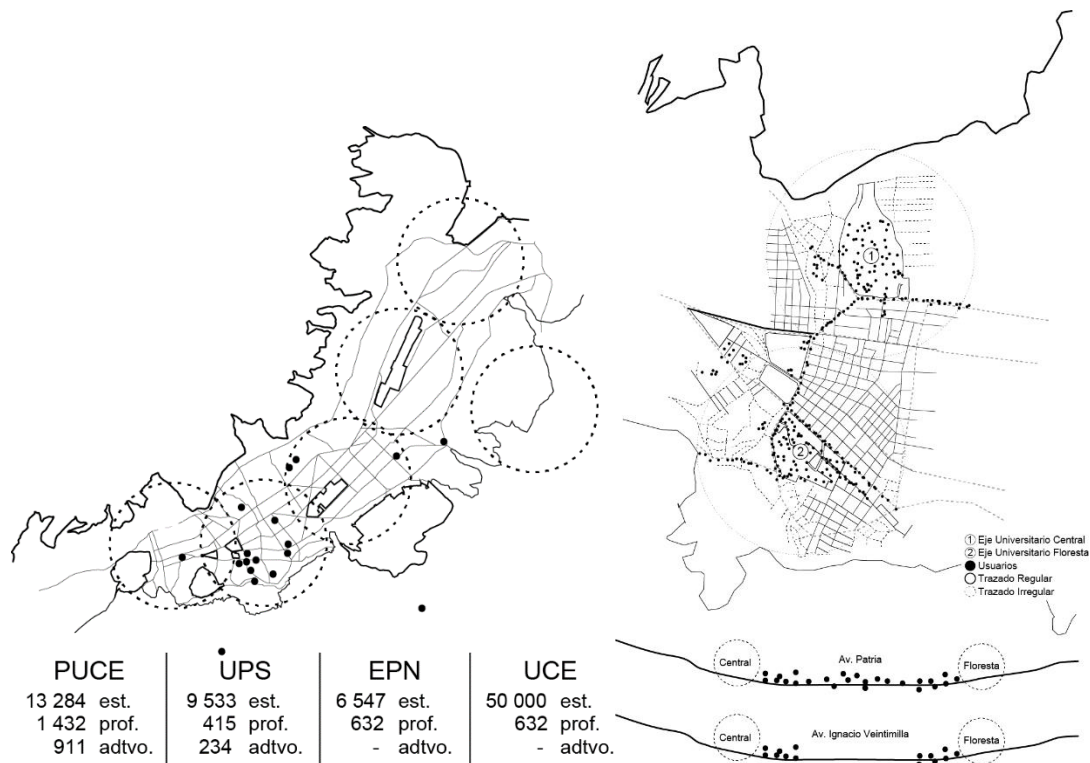 1
2
① Eje Universitario Central
② Eje Universitario Floresta
Usuarios
Trazado Regular
Trazado Irregular
PUCE
13 284 est.
1 432 prof.
911 adtvo.
UPS
9 533 est.
415 prof.
234 adtvo.
EPN
6 547 est.
632 prof.
- adtvo.
UCE
50 000 est.
632 prof.
- adtvo.
Central
Av. Patria
Floresta
Central
Av. Ignacio Veintimilla
Floresta